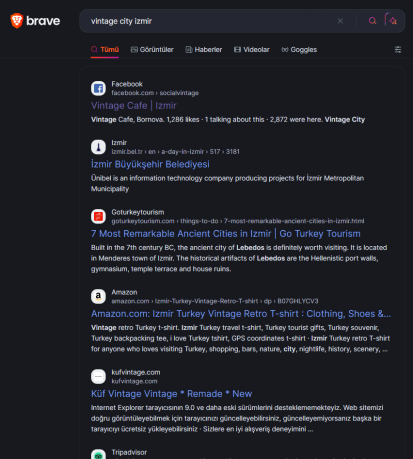 brave
vintage city izmir
Tümü Görüntüler Haberler Videolar Goggles
Facebook
facebook.com › socialvintage
Vintage Cafe | Izmir
Vintage Cafe, Bornova. 1,286 likes · 1 talking about this · 2,872 were here. Vintage City
Izmir
izmir.bel.tr › en › a-day-in-izmir › 517 › 3181
İzmir Büyükşehir Belediyesi
Ünibel is an information technology company producing projects for İzmir Metropolitan
Municipality
Goturkeytourism
goturkeytourism.com › things-to-do › 7-most-remarkable-ancient-cities-in-izmir.html
7 Most Remarkable Ancient Cities in Izmir | Go Turkey Tourism
Built in the 7th century BC, the ancient city of Lebedos is definitely worth visiting. It is located
in Menderes town of Izmir. The historical artifacts of Lebedos are the Hellenistic port walls,
gymnasium, temple terrace and house ruins.
Amazon
amazon.com › Izmir-Turkey-Vintage-Retro-T-shirt › dp › B07GHLYCV3
Amazon.com: Izmir Turkey Vintage Retro T-shirt : Clothing, Shoes &...
Vintage retro Turkey t-shirt. Izmir Turkey travel t-shirt, Turkey tourist gifts, Turkey souvenir,
Turkey backpacking tee, i love Turkey tshirt, GPS coordinates t-shirt · Izmir Turkey retro t-shirt
for anyone who loves visiting Turkey, shopping, bars, nature, city, nightlife, history, scenery, ...
kufvintage.com
kufvintage.com
Küf Vintage Vintage * Remade * New
Internet Explorer tarayıcısının 9.0 ve daha eski sürümlerini desteklememekteyiz. Web sitemizi
doğru görüntüleyebilmek için tarayıcınızı güncelleyebilirsiniz, güncelleyemiyorsanız başka bir
tarayıcıyı ücretsiz yükleyebilirsiniz · Sizlere en iyi alışveriş deneyimini ...
Tripadvisor